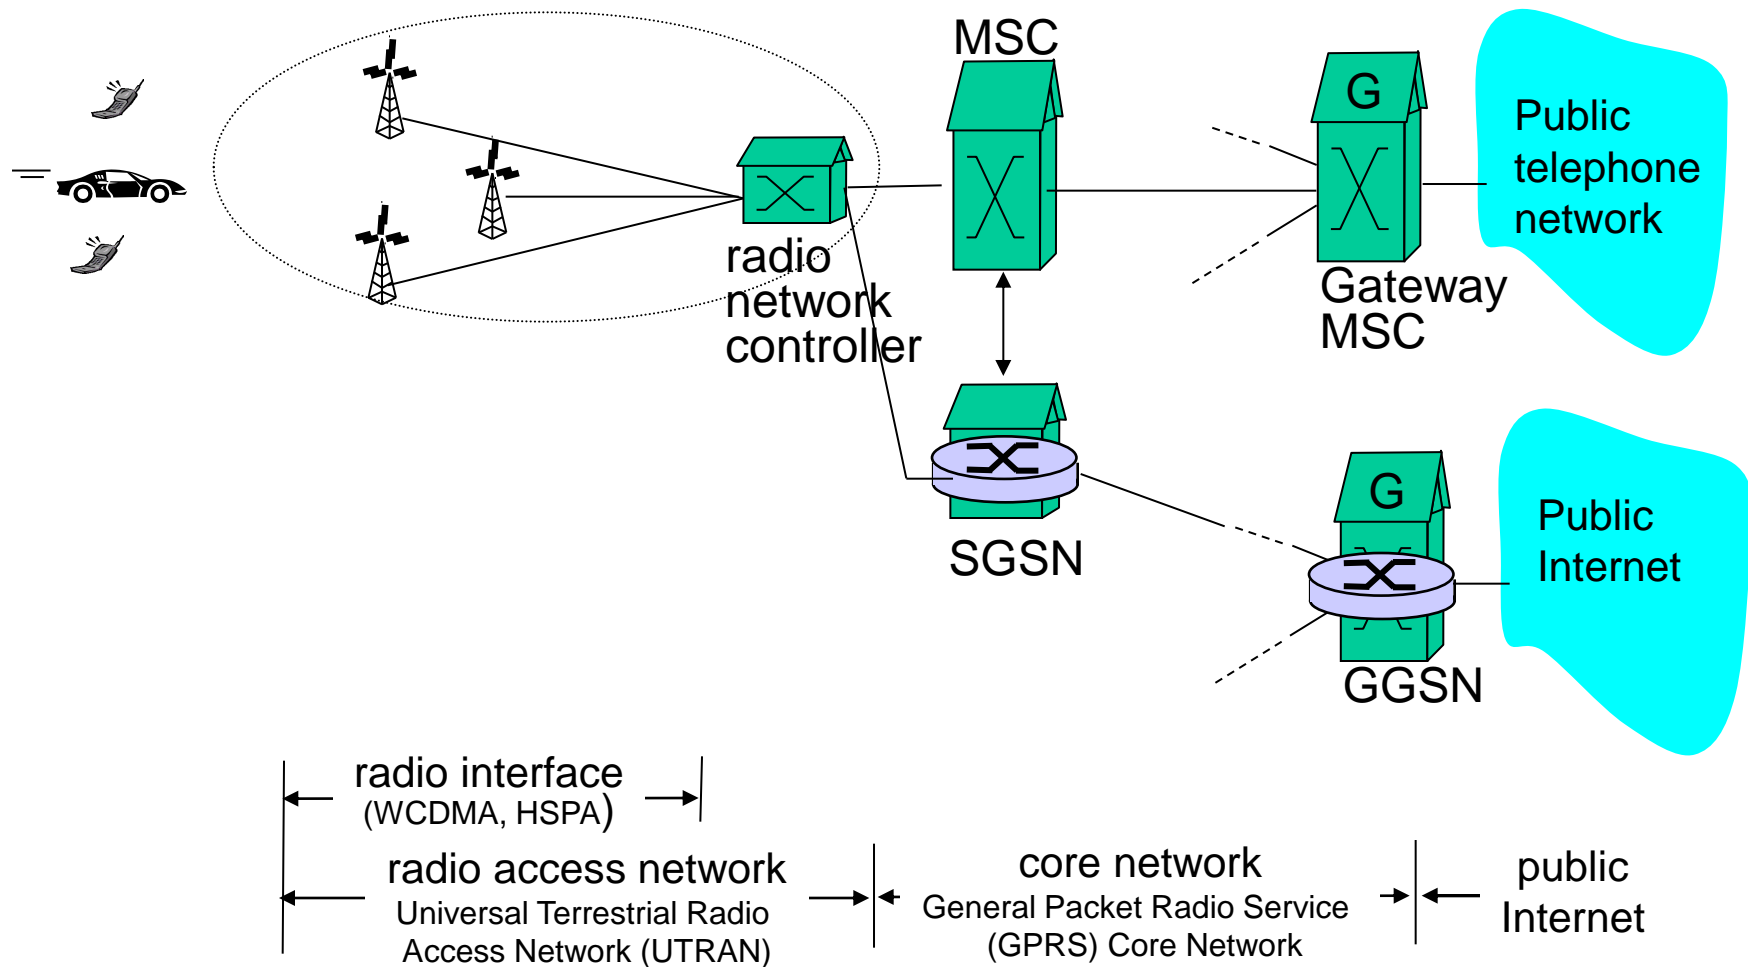 MSC
G
Public
telephone
network
radio
network
controller
Gateway
MSC
G
Public
Internet
SGSN
GGSN
radio interface
(WCDMA, HSPA)
radio access network
Universal Terrestrial Radio
Access Network (UTRAN)
core network
General Packet Radio Service
(GPRS) Core Network
public
Internet